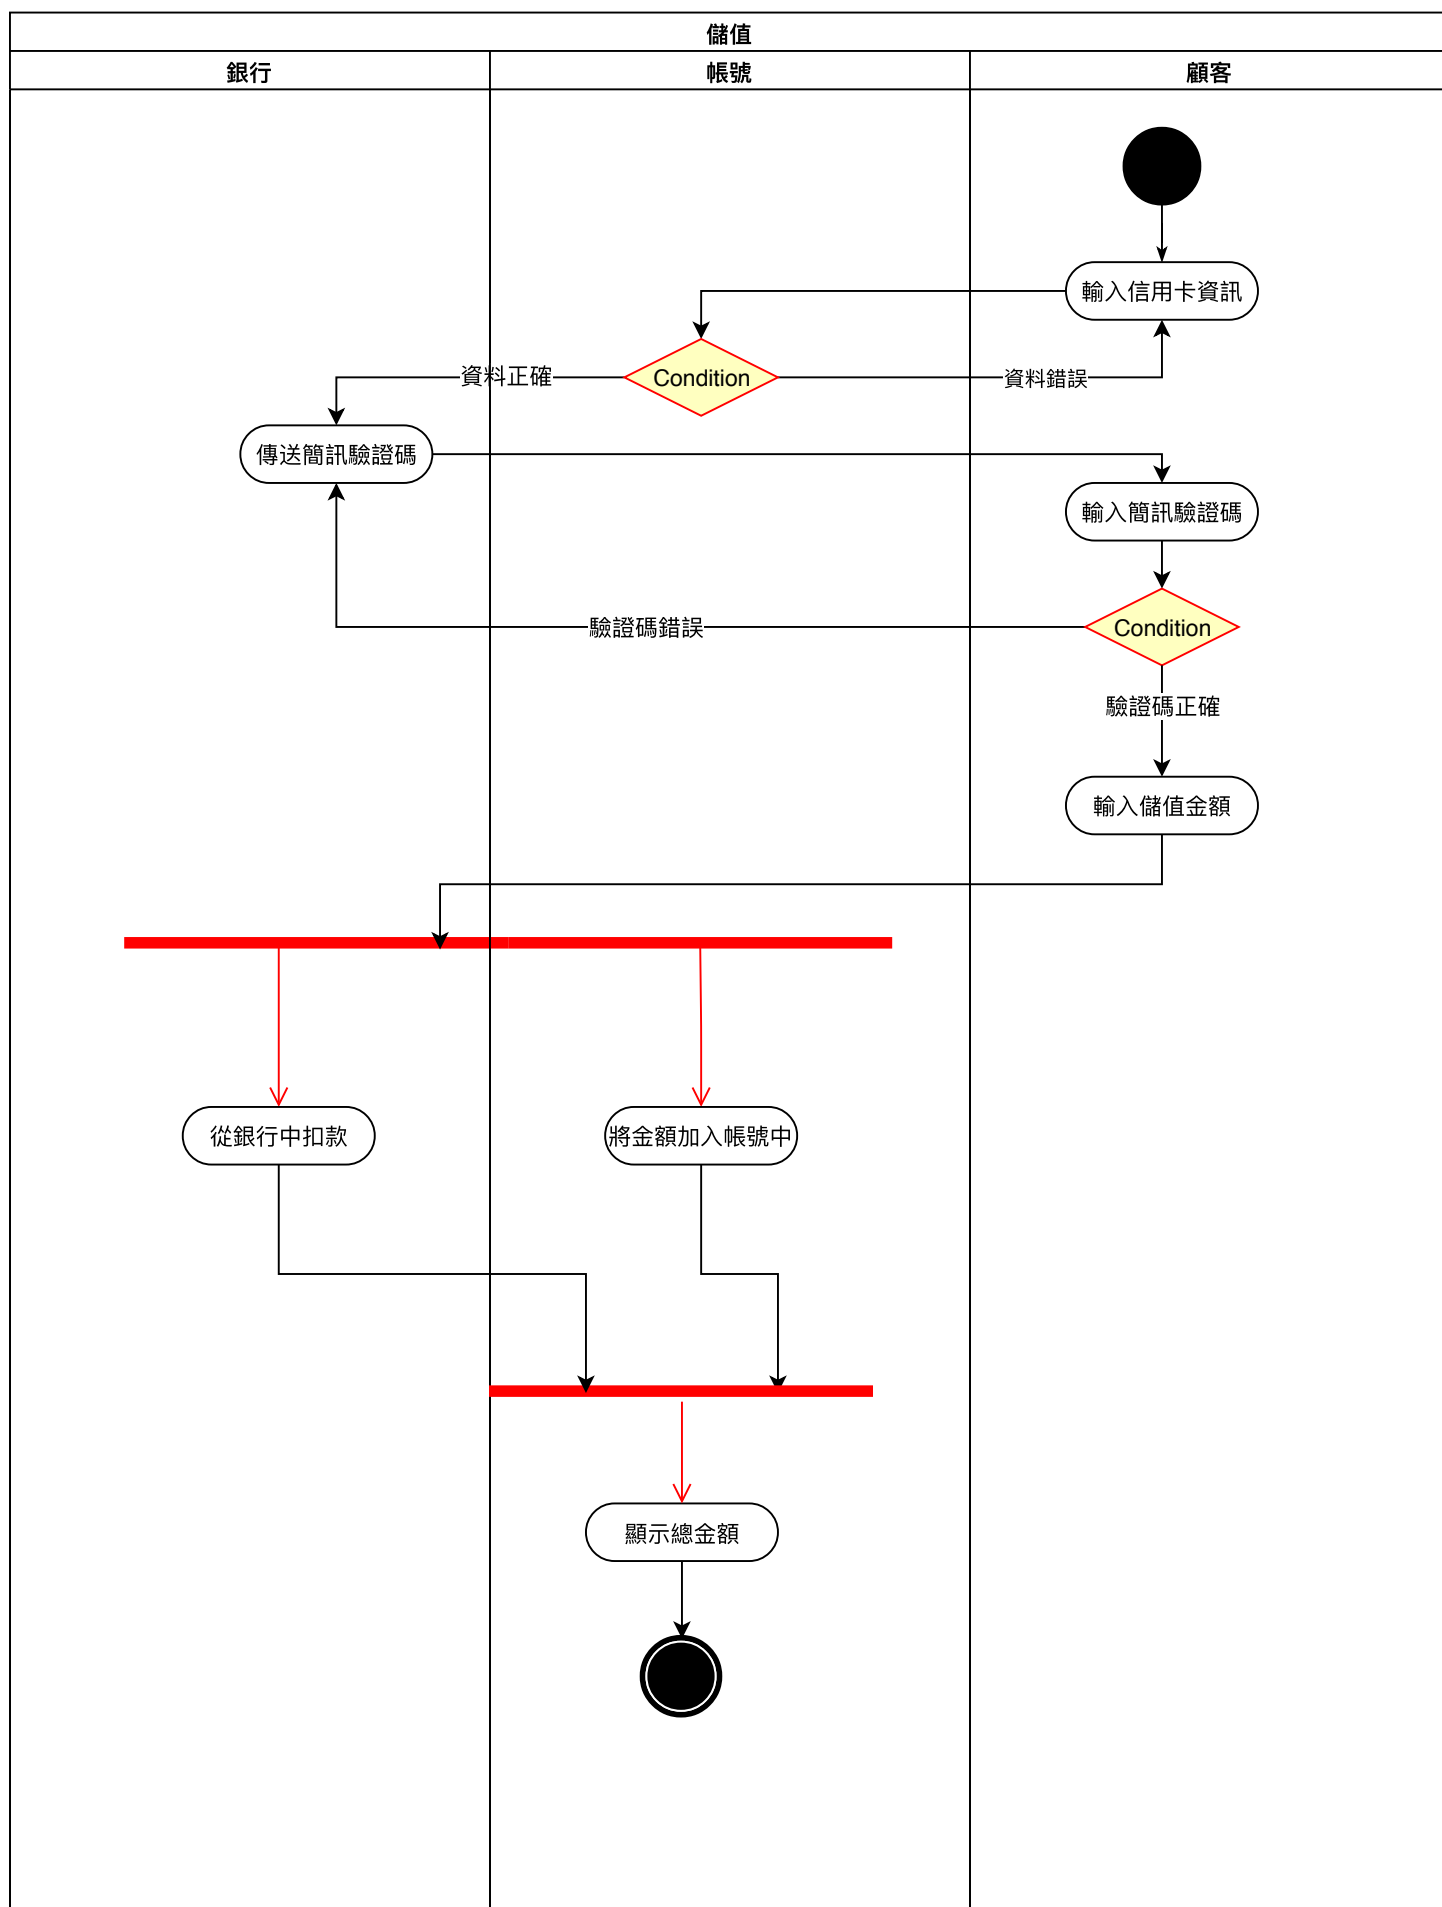 儲值
銀行
帳號
顧客
輸入信用卡資訊
Condition
資料正確
資料錯誤
傳送簡訊驗證碼
輸入簡訊驗證碼
Condition
驗證碼錯誤
驗證碼正確
輸入儲值金額
從銀行中扣款
將金額加入帳號中
顯示總金額